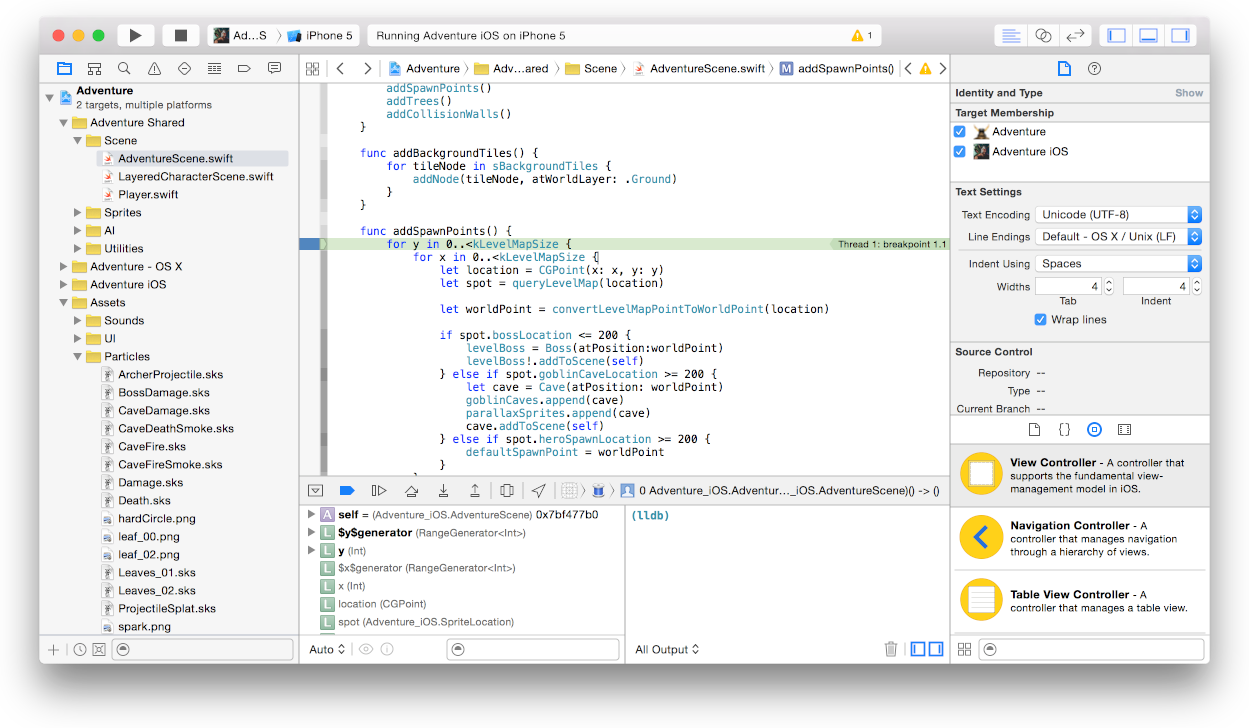 Ad...S
iPhone 5
Running Adventure iOS on iPhone 5
1
Adventure
2 targets, multiple platforms
Adventure Shared
Scene
AdventureScene.swift
LayeredCharacterScene.swift
Player.swift
Sprites
AI
Utilities
Adventure - OS X
Adventure iOS
Assets
Sounds
UI
Particles
ArcherProjectile.sks
BossDamage.sks
CaveDamage.sks
CaveDeathSmoke.sks
CaveFire.sks
CaveFireSmoke.sks
Damage.sks
Death.sks
hardCircle.png
leaf_00.png
leaf_02.png
Leaves_01.sks
Leaves_02.sks
ProjectileSplat.sks
spark.png
Adventure
Adv...ared
Scene
AdventureScene.swift
M addSpawnPoints()
addSpawnPoints()
addTrees()
addCollisionWalls()
}
func addBackgroundTiles() {
for tileNode in sBackgroundTiles {
addNode(tileNode, atWorldLayer: .Ground)
}
}
func addSpawnPoints() {
for y in 0..<kLevelMapSize {
Thread 1: breakpoint 1.1
for x in 0..<kLevelMapSize {
let location = CGPoint(x: x, y: y)
let spot = queryLevelMap(location)
let worldPoint = convertLevelMapPointToWorldPoint(location)
if spot.bossLocation <= 200 {
levelBoss = Boss(atPosition:worldPoint)
levelBoss!.addToScene(self)
} else if spot.goblinCaveLocation >= 200 {
let cave = Cave(atPosition: worldPoint)
goblinCaves.append(cave)
parallaxSprites.append(cave)
cave.addToScene(self)
} else if spot.heroSpawnLocation >= 200 {
defaultSpawnPoint = worldPoint
}
0 Adventure_iOS.Adventur..._iOS.AdventureScene)() -> ()
A self = (Adventure_iOS.AdventureScene) 0x7bf477b0
L $y$generator (RangeGenerator<Int>)
L y (Int)
L $x$generator (RangeGenerator<Int>)
L x (Int)
L location (CGPoint)
L spot (Adventure_iOS.SpriteLocation)
Auto
(lldb)
All Output
Identity and Type
Show
Target Membership
Adventure
Adventure iOS
Text Settings
Text Encoding Unicode (UTF-8)
Line Endings Default - OS X / Unix (LF)
Indent Using Spaces
Widths 4 4
Tab Indent
Wrap lines
Source Control
Repository --
Type --
Current Branch --
{}
View Controller - A controller that
supports the fundamental view-
management model in iOS.
Navigation Controller - A
controller that manages navigation
through a hierarchy of views.
Table View Controller - A
controller that manages a table view.